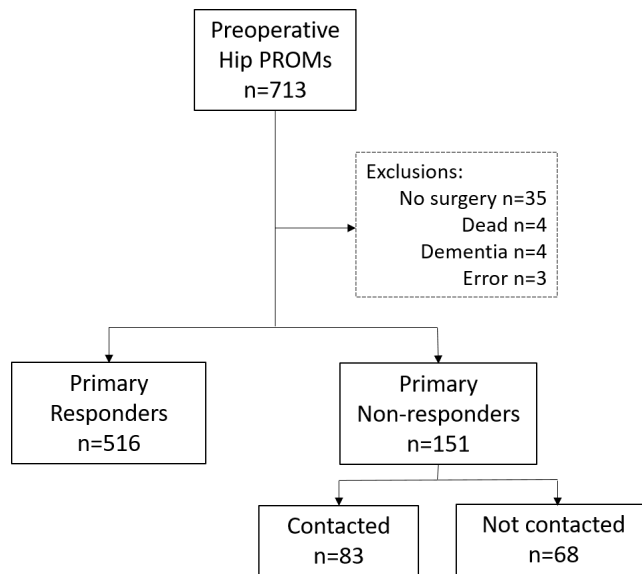 Preoperative
Hip PROMs
n=713
Exclusions:
No surgery n=35
Dead n=4
Dementia n=4
Error n=3
Primary
Responders
n=516
Primary
Non-responders
n=151
Contacted
n=83
Not contacted
n=68